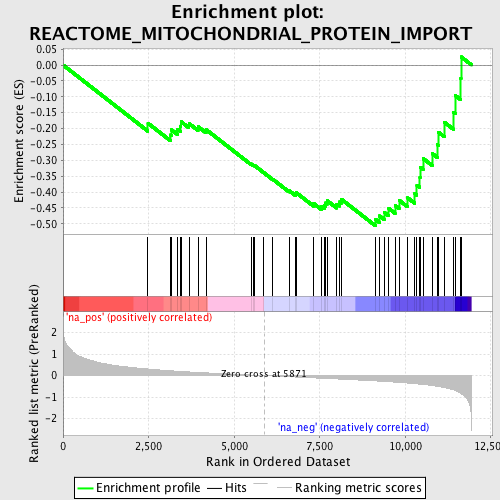 Enrichment plot:
REACTOME_MITOCHONDRIAL_PROTEIN_IMPORT
Enrichment score (ES)
0.05
0.00
-0.05
-0.10
-0.15
-0.20
-0.25
-0.30
-0.35
-0.40
-0.45
-0.50
'na_pos' (positively correlated)
Ranked list metric (PreRanked)
2
1
0
-1
-2
Zero cross at 5871
'na_neg' (negatively correlated)
0
2,500
5,000
7,500
10,000
12,500
Rank in Ordered Dataset
Enrichment profile
Hits
Ranking metric scores